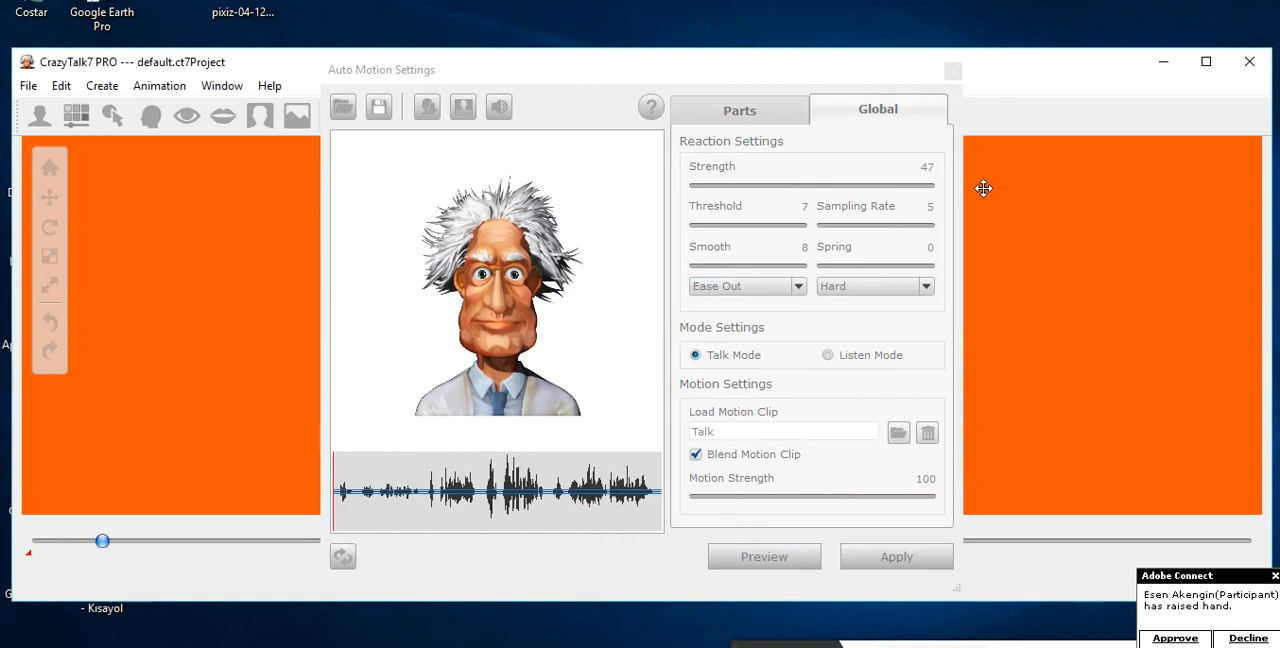 Costar
Google Earth
Pro
pixiz-04-12...
CrazyTalk7 PRO --- default.ct7Project
File Edit Create Animation Window Help
Auto Motion Settings
?
Parts Global
Reaction Settings
Strength 47
Threshold 7 Sampling Rate 5
Smooth 8 Spring 0
Ease Out Hard
Mode Settings
Talk Mode Listen Mode
Motion Settings
Load Motion Clip
Talk
Blend Motion Clip
Motion Strength 100
Preview Apply
- Kısayol
Adobe Connect X
Esen Akengin(Participant)
has raised hand.
Approve Decline